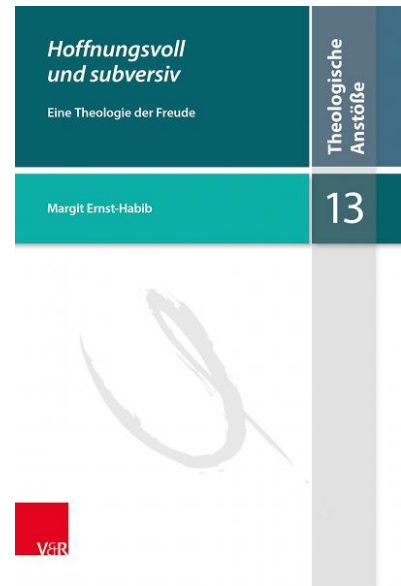 Hoffnungsvoll
und subversiv
Eine Theologie der Freude
Theologische
Anstöße
Margit Ernst-Habib
13
V&R